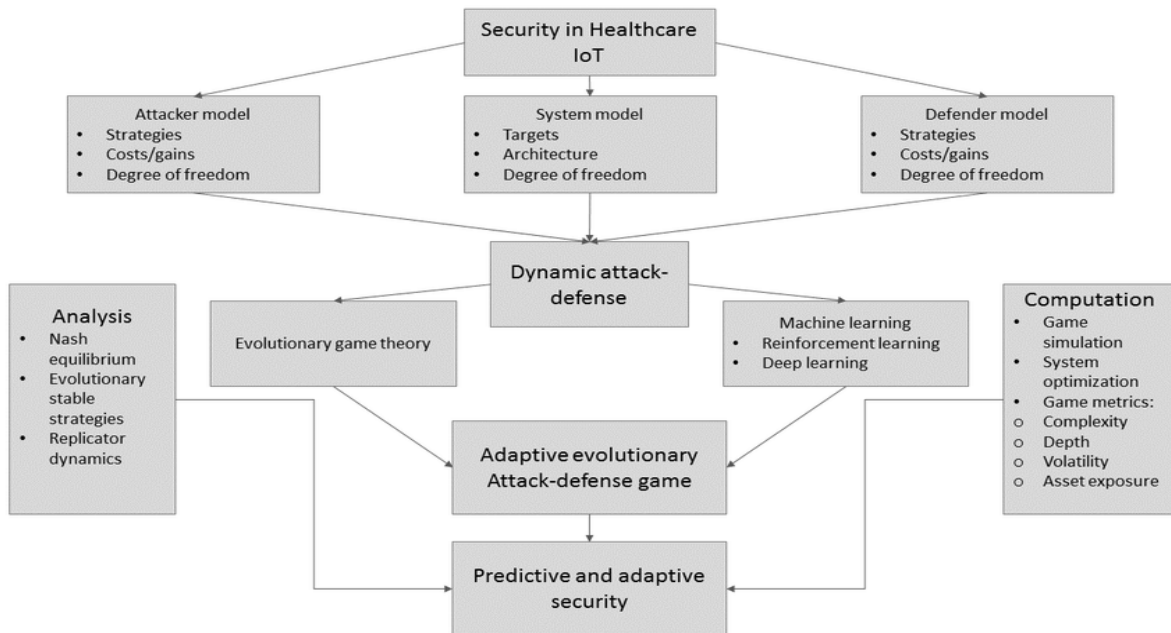 Security in Healthcare
IoT
Attacker model
• Strategies
• Costs/gains
• Degree of freedom
System model
• Targets
• Architecture
• Degree of freedom
Defender model
• Strategies
• Costs/gains
• Degree of freedom
Dynamic attack-
defense
Analysis
• Nash
equilibrium
• Evolutionary
stable
strategies
• Replicator
dynamics
Evolutionary game theory
Machine learning
• Reinforcement learning
• Deep learning
Computation
• Game
simulation
• System
optimization
• Game metrics:
o Complexity
o Depth
o Volatility
o Asset exposure
Adaptive evolutionary
Attack-defense game
Predictive and adaptive
security